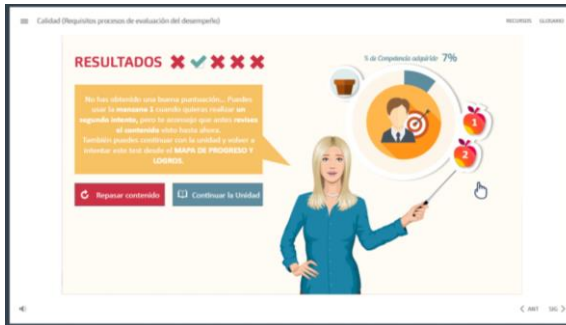 Calidad (Requisitos procesos de evaluación del desempeño)
RECURSOS GLOSARIO
RESULTADOS
% de Competencia adquirido 7%
No has obtenido una buena puntuación... Puedes
usar la manzana 1 cuando quieras realizar un
segundo intento, pero te aconsejo que antes revises
el contenido visto hasta ahora.
También puedes continuar con la unidad y volver a
intentar este test desde el MAPA DE PROGRESO Y
LOGROS.
1
2
Repasar contenido
Continuar la Unidad
ANT SIG